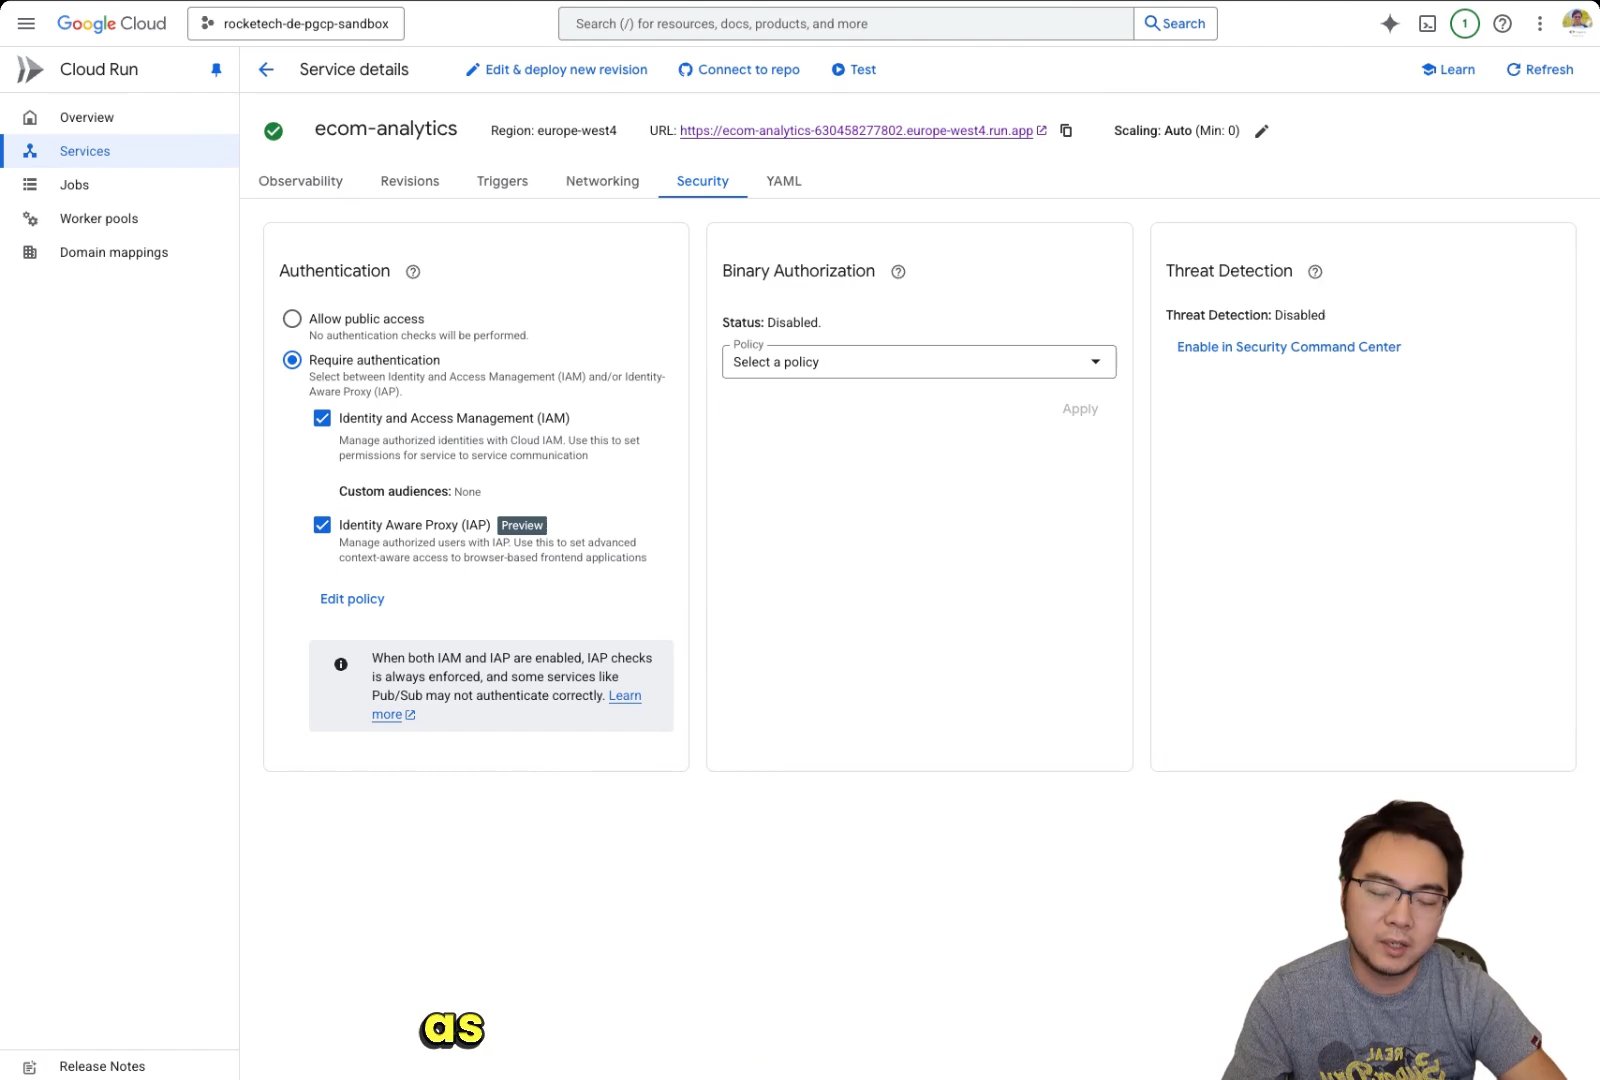 Google Cloud
rocketech-de-pgcp-sandbox
Search (/) for resources, docs, products, and more
Search
1
Cloud Run
Service details
Edit & deploy new revision
Connect to repo
Test
Learn
Refresh
Overview
Services
Jobs
Worker pools
Domain mappings
Release Notes
ecom-analytics
Region: europe-west4
URL: https://ecom-analytics-630458277802.europe-west4.run.app
Scaling: Auto (Min: 0)
Observability
Revisions
Triggers
Networking
Security
YAML
Authentication
Allow public access
No authentication checks will be performed.
Require authentication
Select between Identity and Access Management (IAM) and/or Identity-
Aware Proxy (IAP).
Identity and Access Management (IAM)
Manage authorized identities with Cloud IAM. Use this to set
permissions for service to service communication
Custom audiences: None
Identity Aware Proxy (IAP) Preview
Manage authorized users with IAP. Use this to set advanced
context-aware access to browser-based frontend applications
Edit policy
When both IAM and IAP are enabled, IAP checks
is always enforced, and some services like
Pub/Sub may not authenticate correctly. Learn
more
Binary Authorization
Status: Disabled.
Policy
Select a policy
Apply
Threat Detection
Threat Detection: Disabled
Enable in Security Command Center
as
REAL